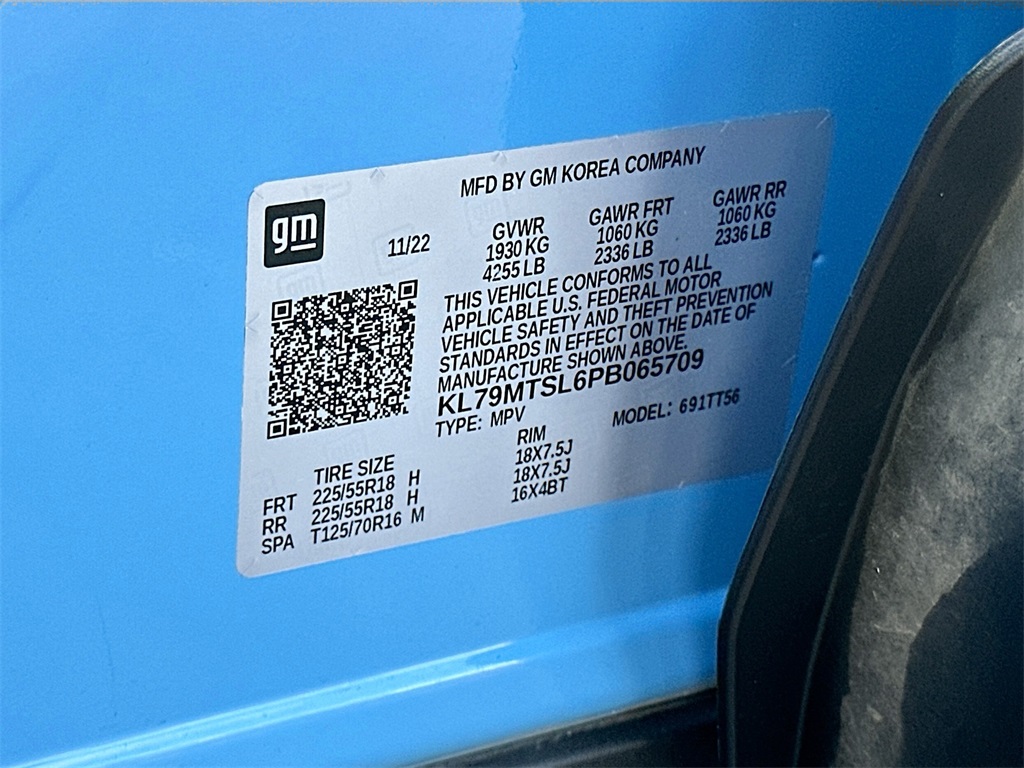 MFD BY GM KOREA COMPANY
gm
11/22
GVWR
1930 KG
4255 LB
GAWR FRT
1060 KG
2336 LB
GAWR RR
1060 KG
2336 LB
THIS VEHICLE CONFORMS TO ALL
APPLICABLE U.S. FEDERAL MOTOR
VEHICLE SAFETY AND THEFT PREVENTION
STANDARDS IN EFFECT ON THE DATE OF
MANUFACTURE SHOWN ABOVE.
KL79MTSL6PB065709
TYPE: MPV MODEL: 691TT56
TIRE SIZE RIM
FRT 225/55R18 H 18X7.5J
RR 225/55R18 H 18X7.5J
SPA T125/70R16 M 16X4BT